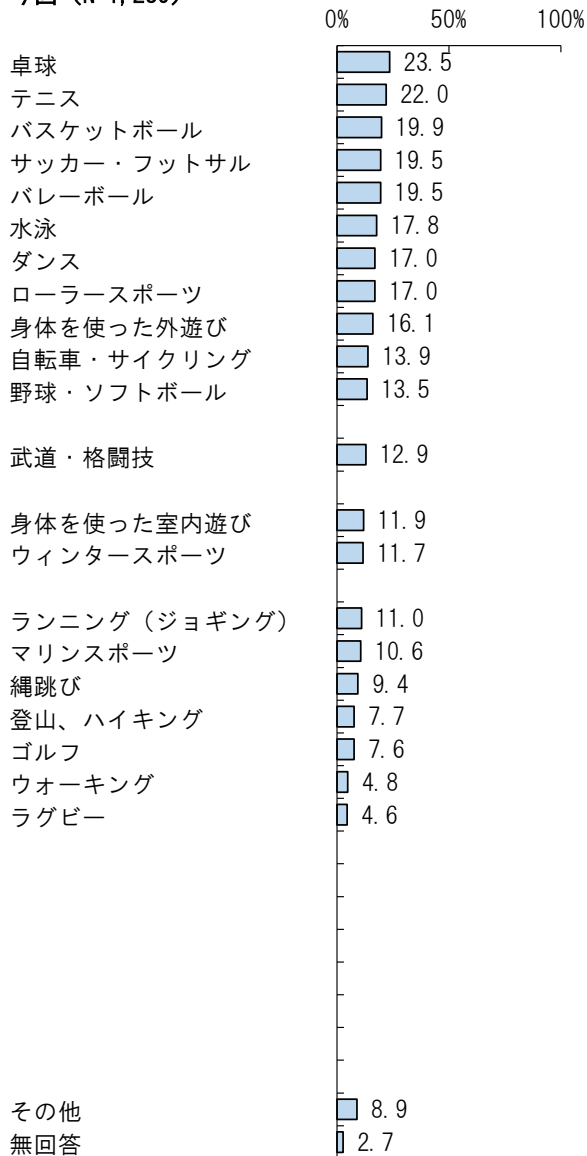 0% 50% 100%
卓球 23.5
テニス 22.0
バスケットボール 19.9
サッカー・フットサル 19.5
バレーボール 19.5
水泳 17.8
ダンス 17.0
ローラースポーツ 17.0
身体を使った外遊び 16.1
自転車・サイクリング 13.9
野球・ソフトボール 13.5
武道・格闘技 12.9
身体を使った室内遊び 11.9
ウィンタースポーツ 11.7
ランニング（ジョギング） 11.0
マリンスポーツ 10.6
縄跳び 9.4
登山、ハイキング 7.7
ゴルフ 7.6
ウォーキング 4.8
ラグビー 4.6
その他 8.9
無回答 2.7